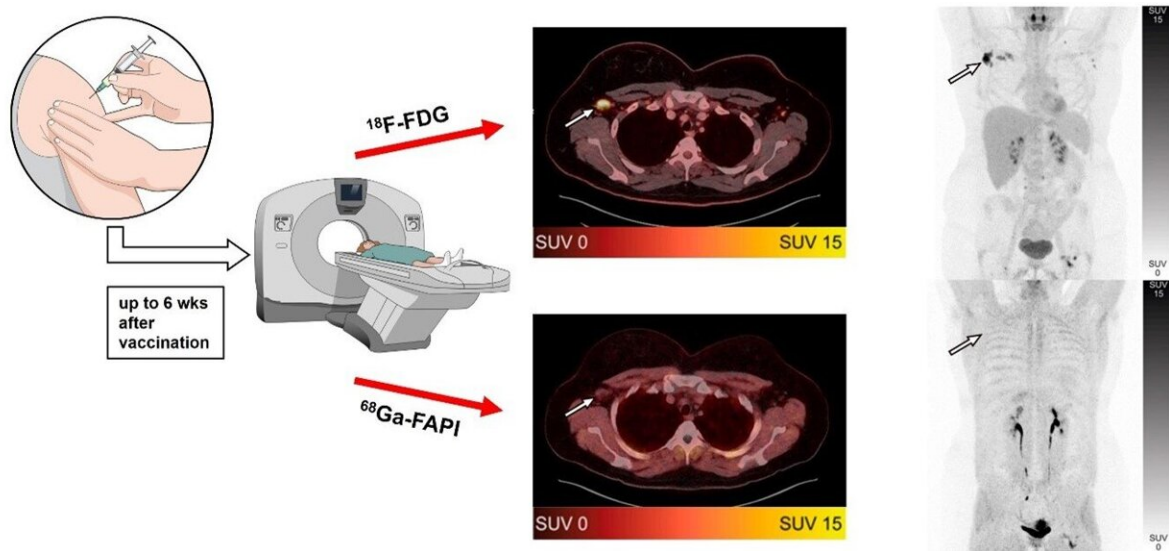 up to 6 wks
after
vaccination
¹⁸F-FDG
⁶⁸Ga-FAPI
SUV 0 SUV 15
SUV 0 SUV 15
SUV
15
SUV
0
SUV
15
SUV
0